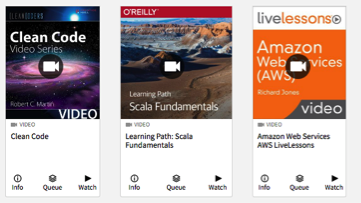 CLEANCODERS
Clean Code
Video Series
Robert C. Martin
VIDEO
VIDEO
Clean Code
Info
Queue
Watch
O'REILLY®
Learning Path:
Scala Fundamentals
VIDEO
Learning Path: Scala
Fundamentals
Info
Queue
Watch
livelessons
Amazon
Web Services
(AWS)
Richard Jones
video
VIDEO
Amazon Web Services
AWS LiveLessons
Info
Queue
Watch